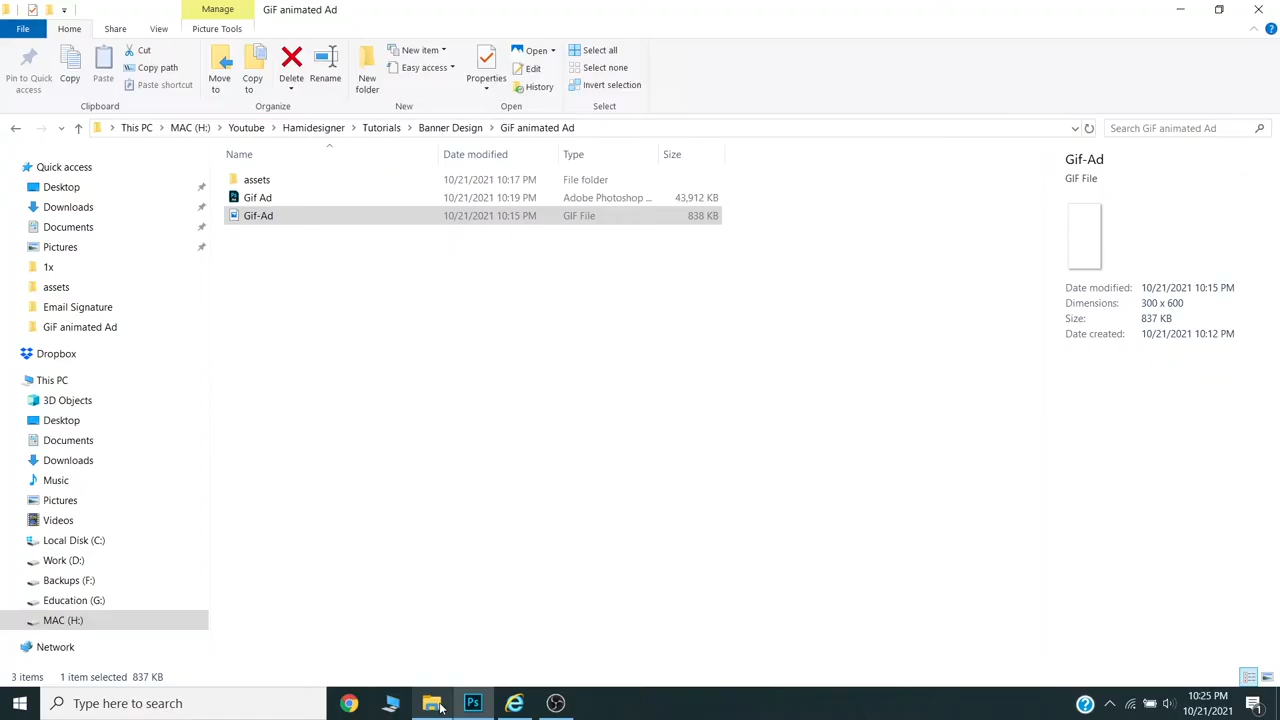 Manage
GiF animated Ad
File
Home
Share
View
Picture Tools
Pin to Quick
access
Copy
Paste
Cut
Copy path
Paste shortcut
Clipboard
Move
to
Copy
to
Delete
Rename
Organize
New
folder
New item
Easy access
New
Properties
Open
Edit
History
Open
Select all
Select none
Invert selection
Select
This PC
MAC (H:)
Youtube
Hamidesigner
Tutorials
Banner Design
GiF animated Ad
Search GiF animated Ad
Name
Date modified
Type
Size
assets 10/21/2021 10:17 PM File folder
Gif Ad 10/21/2021 10:19 PM Adobe Photoshop ... 43,912 KB
Gif-Ad 10/21/2021 10:15 PM GIF File 838 KB
Quick access
Desktop
Downloads
Documents
Pictures
1x
assets
Email Signature
GiF animated Ad
Dropbox
This PC
3D Objects
Desktop
Documents
Downloads
Music
Pictures
Videos
Local Disk (C:)
Work (D:)
Backups (F:)
Education (G:)
MAC (H:)
Network
Gif-Ad
GIF File
Date modified: 10/21/2021 10:15 PM
Dimensions: 300 x 600
Size: 837 KB
Date created: 10/21/2021 10:12 PM
3 items 1 item selected 837 KB
Type here to search
Ps
10:25 PM
10/21/2021